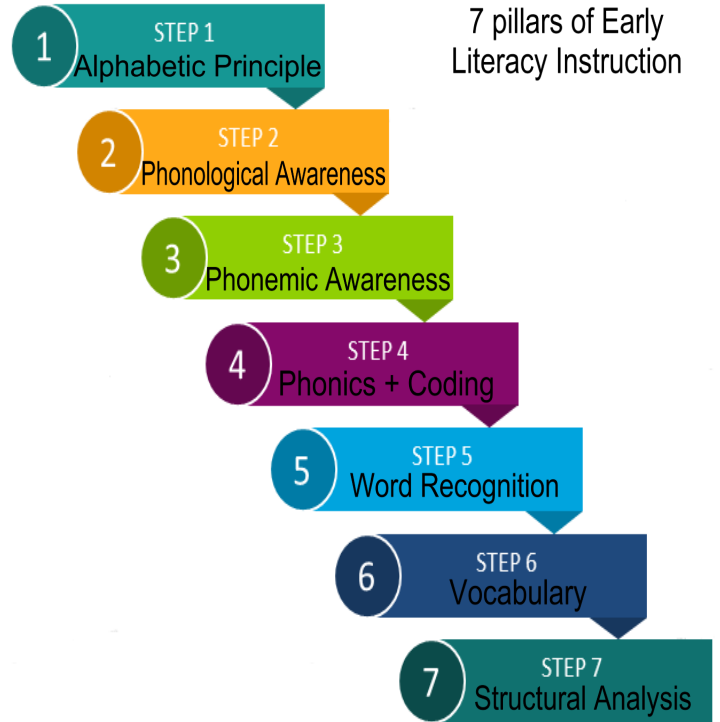 7 pillars of Early
Literacy Instruction
1
STEP 1
Alphabetic Principle
2
STEP 2
Phonological Awareness
3
STEP 3
Phonemic Awareness
4
STEP 4
Phonics + Coding
5
STEP 5
Word Recognition
6
STEP 6
Vocabulary
7
STEP 7
Structural Analysis